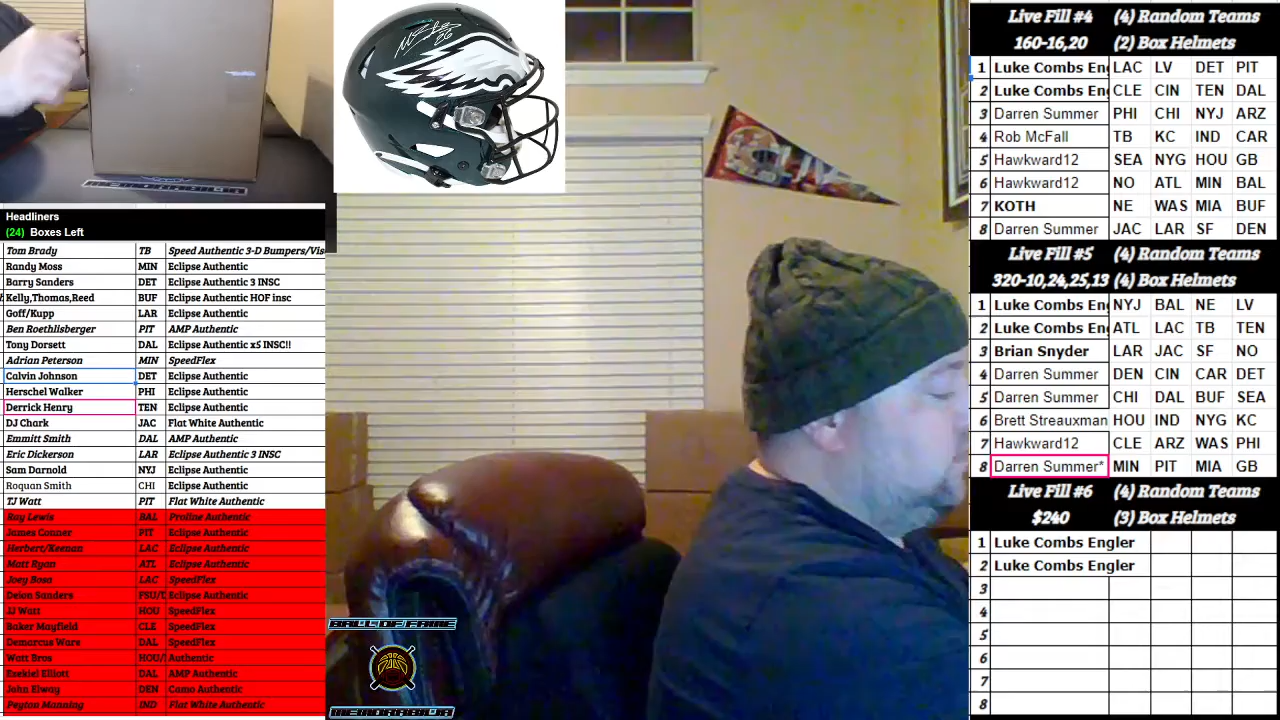 Headliners
(24) Boxes Left
Tom Brady TB Speed Authentic 3-D Bumpers/Vis
Randy Moss MIN Eclipse Authentic
Barry Sanders DET Eclipse Authentic 3 INSC
Kelly,Thomas,Reed BUF Eclipse Authentic HOF insc
Goff/Kupp LAR Eclipse Authentic
Ben Roethlisberger PIT AMP Authentic
Tony Dorsett DAL Eclipse Authentic x5 INSC!!
Adrian Peterson MIN SpeedFlex
Calvin Johnson DET Eclipse Authentic
Herschel Walker PHI Eclipse Authentic
Derrick Henry TEN Eclipse Authentic
DJ Chark JAC Flat White Authentic
Emmitt Smith DAL AMP Authentic
Eric Dickerson LAR Eclipse Authentic 3 INSC
Sam Darnold NYJ Eclipse Authentic
Roquan Smith CHI Eclipse Authentic
TJ Watt PIT Flat White Authentic
Ray Lewis BAL Proline Authentic
James Conner PIT Eclipse Authentic
Herbert/Keenan LAC Eclipse Authentic
Matt Ryan ATL Eclipse Authentic
Joey Bosa LAC SpeedFlex
Deion Sanders FSU/D Eclipse Authentic
JJ Watt HOU SpeedFlex
Baker Mayfield CLE SpeedFlex
Demarcus Ware DAL SpeedFlex
Watt Bros HOU/ Authentic
Esekiel Elliott DAL AMP Authentic
John Elway DEN Camo Authentic
Peyton Manning IND Flat White Authentic
26
BALL OF FAME
MEMORABILIA
Live Fill #4 (4) Random Teams
160-16,20 (2) Box Helmets
1 Luke Combs Eng LAC LV DET PIT
2 Luke Combs Eng CLE CIN TEN DAL
3 Darren Summer PHI CHI NYJ ARZ
4 Rob McFall TB KC IND CAR
5 Hawkward12 SEA NYG HOU GB
6 Hawkward12 NO ATL MIN BAL
7 KOTH NE WAS MIA BUF
8 Darren Summer JAC LAR SF DEN
Live Fill #5 (4) Random Teams
320-10,24,25,13 (4) Box Helmets
1 Luke Combs Eng NYJ BAL NE LV
2 Luke Combs Eng ATL LAC TB TEN
3 Brian Snyder LAR JAC SF NO
4 Darren Summer DEN CIN CAR DET
5 Darren Summer CHI DAL BUF SEA
6 Brett Streauxman HOU IND NYG KC
7 Hawkward12 CLE ARZ WAS PHI
8 Darren Summer* MIN PIT MIA GB
Live Fill #6 (4) Random Teams
$240 (3) Box Helmets
1 Luke Combs Engler
2 Luke Combs Engler
3
4
5
6
7
8